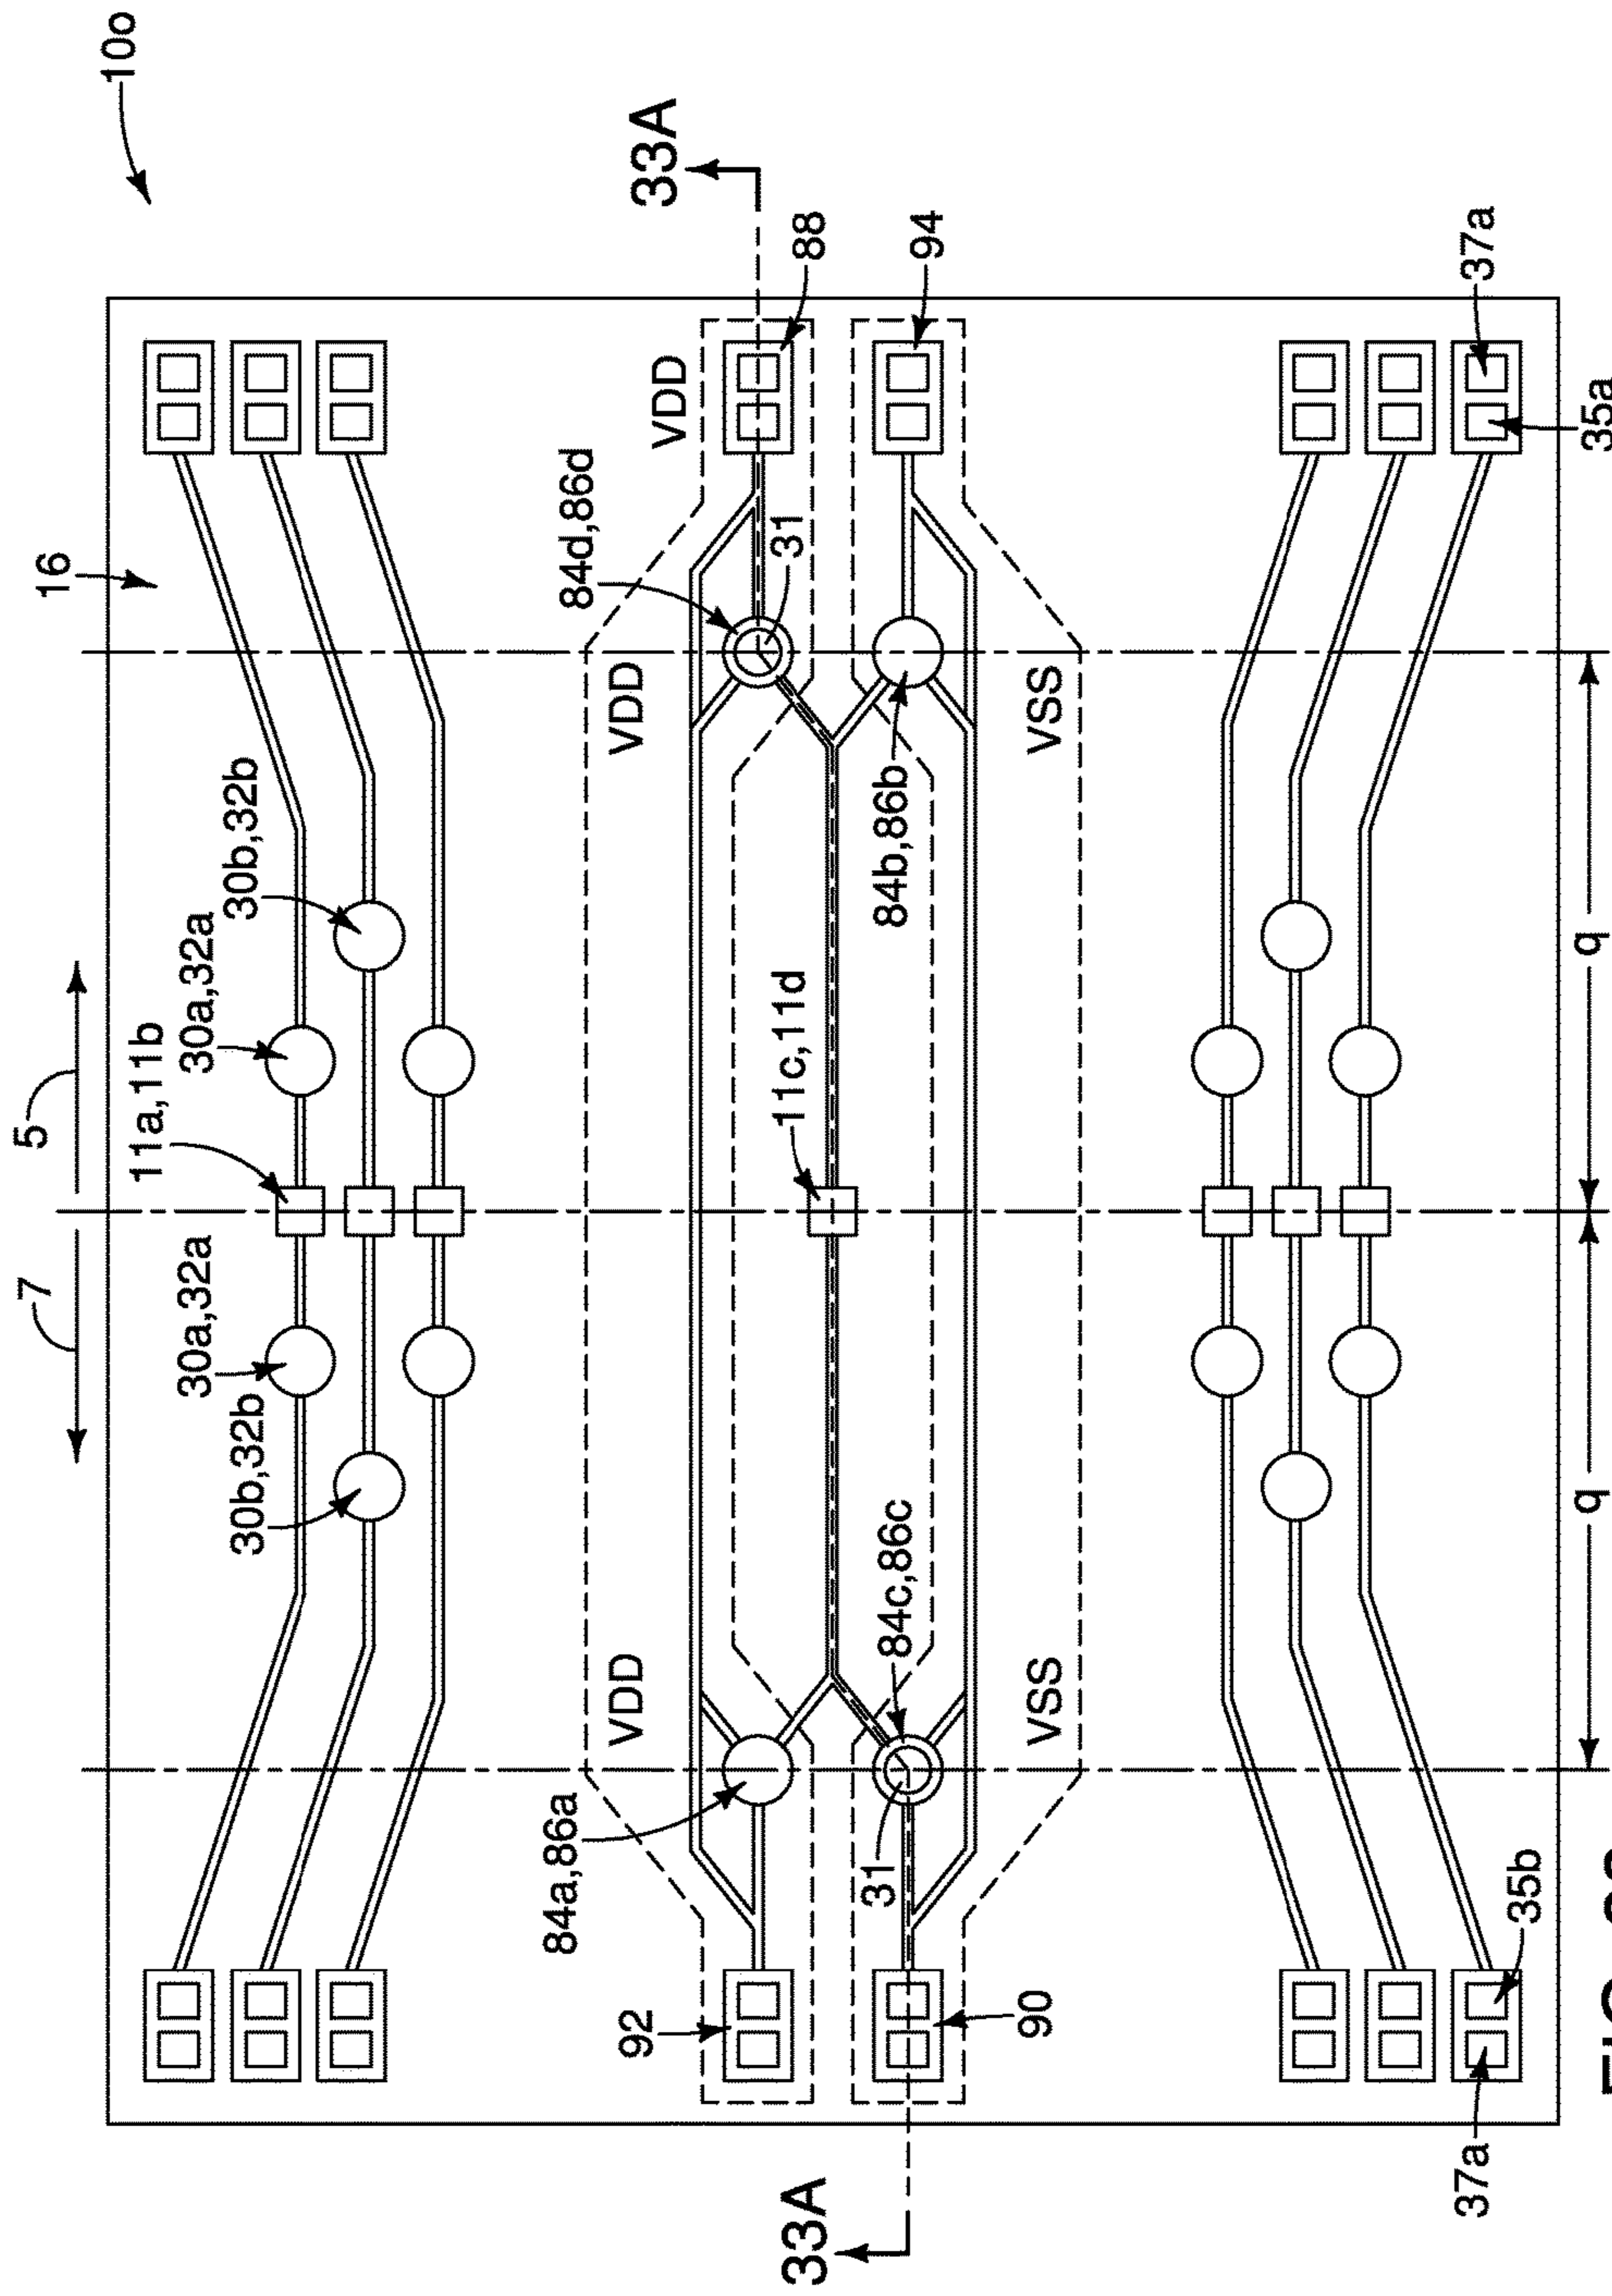 10o
16
5
7
11a,11b
30a,32a
30b,32b
30a,32a
30b,32b
33A
33A
VDD
88
94
84d,86d
31
VDD
VSS
84b,86b
11c,11d
VDD
VSS
84a,86a
84c,86c
31
92
90
37a
35a
37a
35b
q
q
FIG.